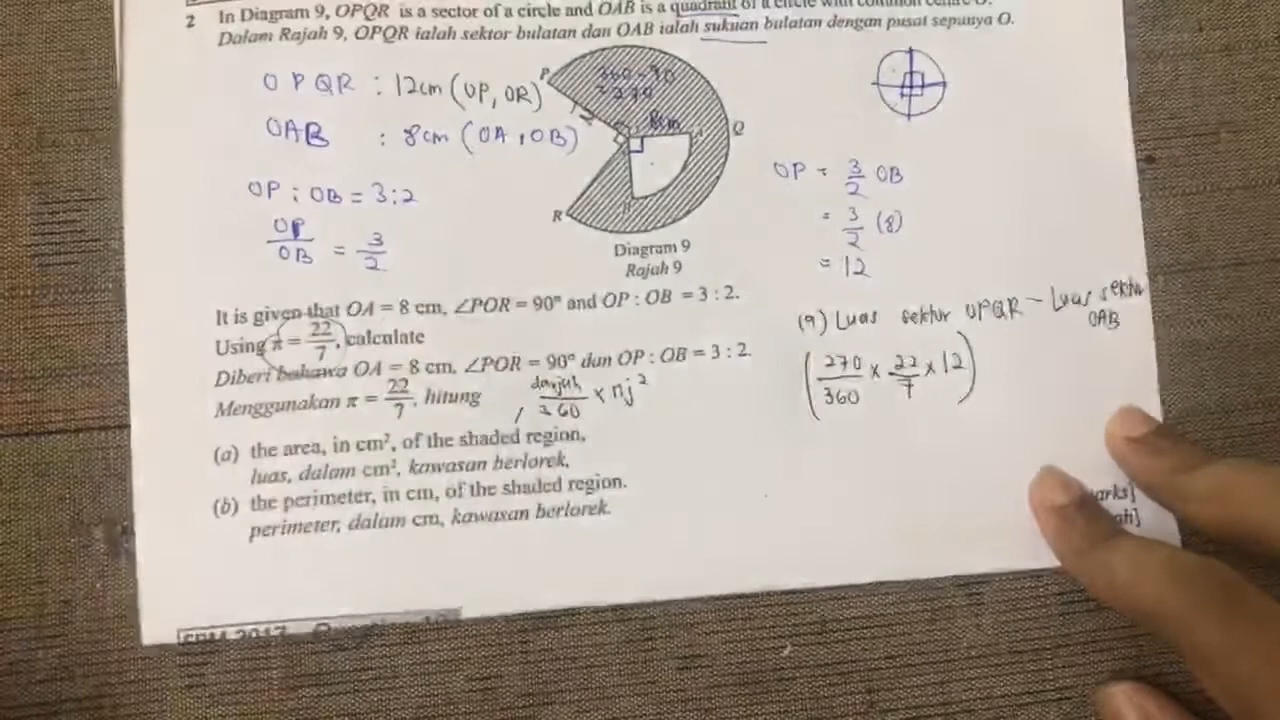 2 In Diagram 9, OPQR is a sector of a circle and OAB is a quadrant of a circle with common centre O.
Dalam Rajah 9, OPQR ialah sektor bulatan dan OAB ialah sukuan bulatan dengan pusat sepunya O.
OPQR : 12cm (OP, OR)
OAB : 8cm (OA, OB)
OP : OB = 3:2
OP/OB = 3/2
P
360 - 90
= 270
8cm
A
Q
B
R
Diagram 9
Rajah 9
OP = 3/2 OB
= 3/2 (8)
= 12
It is given that OA = 8 cm, ∠POR = 90° and OP : OB = 3 : 2.
Using π = 22/7, calculate
Diberi bahawa OA = 8 cm, ∠POR = 90° dan OP : OB = 3 : 2.
Menggunakan π = 22/7, hitung
darjah/360 × πj²
(a) the area, in cm², of the shaded region,
luas, dalam cm², kawasan berlorek,
(b) the perimeter, in cm, of the shaded region.
perimeter, dalam cm, kawasan berlorek.
(a) Luas sektor OPQR - Luas sektor
OAB
(270/360 × 22/7 × 12)